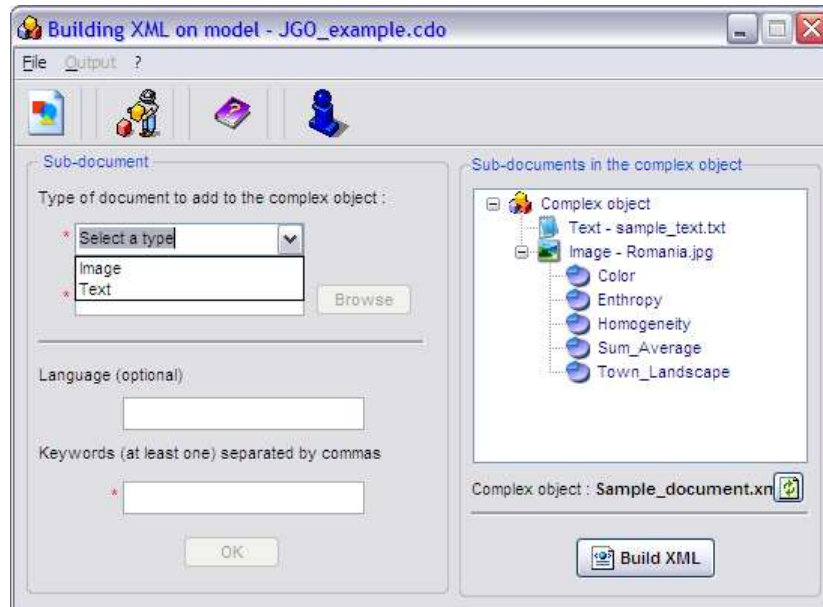 Building XML on model - JGO_example.cdo
File Output ?
Sub-document
Type of document to add to the complex object :
* Select a type
Image
Text
* Browse
Language (optional)
Keywords (at least one) separated by commas
*
OK
Sub-documents in the complex object
Complex object
Text - sample_text.txt
Image - Romania.jpg
Color
Enthropy
Homogeneity
Sum_Average
Town_Landscape
Complex object : Sample_document.xn
Build XML